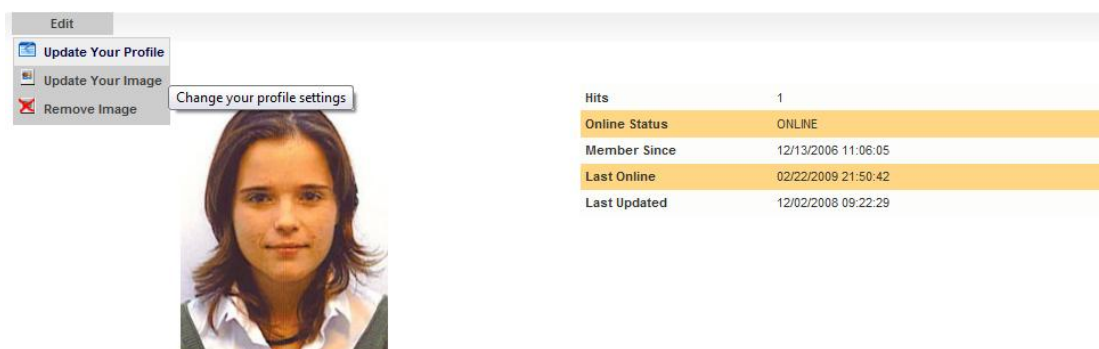 Edit
Update Your Profile
Update Your Image
Remove Image
Change your profile settings
Hits 1
Online Status ONLINE
Member Since 12/13/2006 11:06:05
Last Online 02/22/2009 21:50:42
Last Updated 12/02/2008 09:22:29